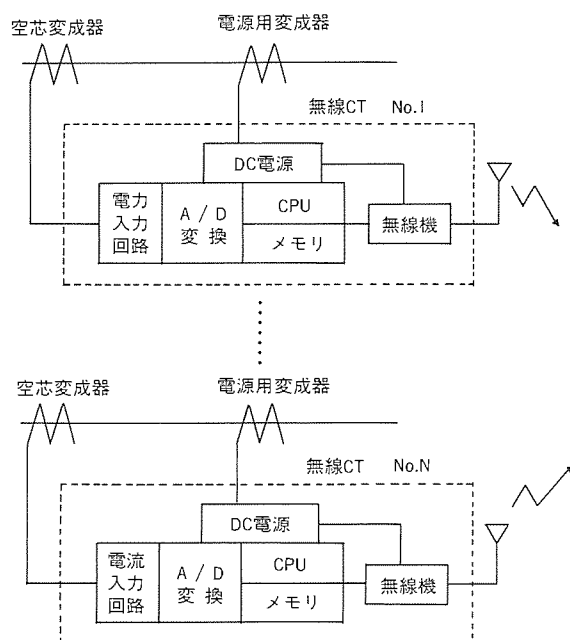 空芯変成器
電源用変成器
無線CT No.1
DC電源
電力
入力
回路
A / D
変 換
CPU
メモリ
無線機
空芯変成器
電源用変成器
無線CT No.N
DC電源
電流
入力
回路
A / D
変 換
CPU
メモリ
無線機